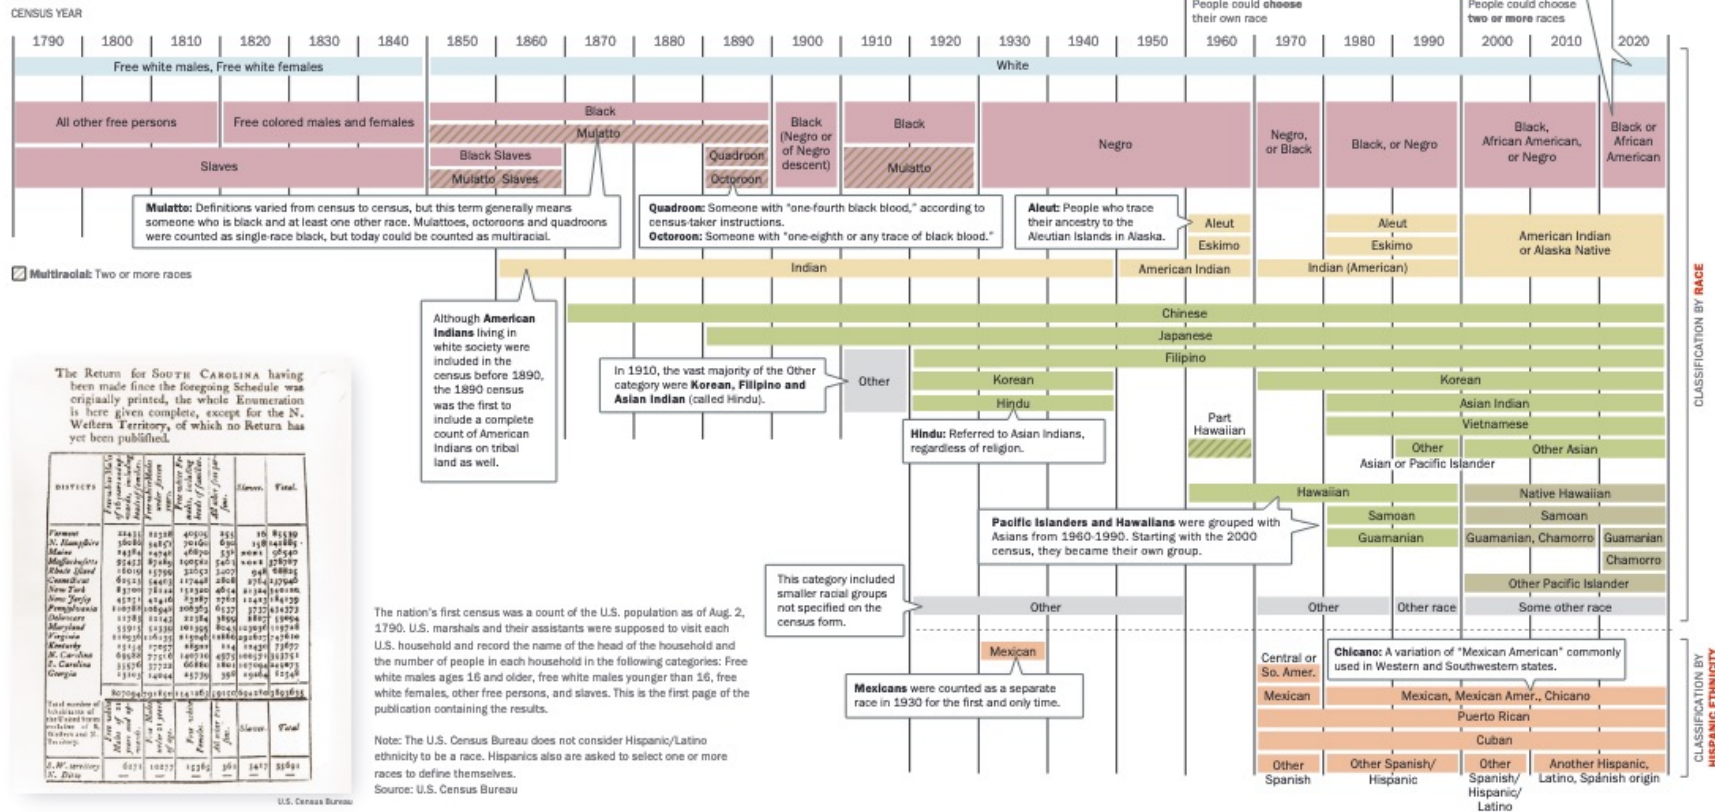 People could choose
their own race
People could choose
two or more races
CENSUS YEAR
1790 1800 1810 1820 1830 1840 1850 1860 1870 1880 1890 1900 1910 1920 1930 1940 1950 1960 1970 1980 1990 2000 2010 2020
Free white males, Free white females
White
All other free persons
Free colored males and females
Slaves
Black
Mulatto
Black Slaves
Mulatto Slaves
Quadroon
Octoroon
Black
(Negro or
of Negro
descent)
Black
Mulatto
Negro
Negro,
or Black
Black, or Negro
Black,
African American,
or Negro
Black or
African
American
Mulatto: Definitions varied from census to census, but this term generally means
someone who is black and at least one other race. Mulattoes, octoroons and quadroons
were counted as single-race black, but today could be counted as multiracial.
Quadroon: Someone with "one-fourth black blood," according to
census-taker instructions.
Octoroon: Someone with "one-eighth or any trace of black blood."
Aleut: People who trace
their ancestry to the
Aleutian Islands in Alaska.
Aleut
Eskimo
Aleut
Eskimo
American Indian
or Alaska Native
Multiracial: Two or more races
Indian
American Indian
Indian (American)
Although American
Indians living in
white society were
included in the
census before 1890,
the 1890 census
was the first to
include a complete
count of American
Indians on tribal
land as well.
Chinese
Japanese
Filipino
In 1910, the vast majority of the Other
category were Korean, Filipino and
Asian Indian (called Hindu).
Other
Korean
Hindu
Korean
Asian Indian
Vietnamese
Hindu: Referred to Asian Indians,
regardless of religion.
Part
Hawaiian
Other
Other Asian
Asian or Pacific Islander
Hawaiian
Native Hawaiian
Samoan
Samoan
Guamanian
Guamanian, Chamorro
Guamanian
Chamorro
Other Pacific Islander
Pacific Islanders and Hawaiians were grouped with
Asians from 1960-1990. Starting with the 2000
census, they became their own group.
This category included
smaller racial groups
not specified on the
census form.
Other
Other
Other race
Some other race
CLASSIFICATION BY RACE
Mexican
Mexicans were counted as a separate
race in 1930 for the first and only time.
Central or
So. Amer.
Mexican
Chicano: A variation of "Mexican American" commonly
used in Western and Southwestern states.
Mexican, Mexican Amer., Chicano
Puerto Rican
Cuban
Other
Spanish
Other Spanish/
Hispanic
Other
Spanish/
Hispanic/
Latino
Another Hispanic,
Latino, Spanish origin
CLASSIFICATION BY
HISPANIC ETHNICITY
The Return for SOUTH CAROLINA having
been made since the foregoing Schedule was
originally printed, the whole Enumeration
is here given complete, except for the N.
Western Territory, of which no Return has
yet been published.
DISTRICTS
Slaves.
Total.
Vermont
N. Hampshire
Maine
Massachusetts
Rhode Island
Connecticut
New York
New Jersey
Pennsylvania
Delaware
Maryland
Virginia
Kentucky
N. Carolina
S. Carolina
Georgia
Slaves
Total
S.W. territory
N. Ditto
U.S. Census Bureau
The nation's first census was a count of the U.S. population as of Aug. 2,
1790. U.S. marshals and their assistants were supposed to visit each
U.S. household and record the name of the head of the household and
the number of people in each household in the following categories: Free
white males ages 16 and older, free white males younger than 16, free
white females, other free persons, and slaves. This is the first page of the
publication containing the results.
Note: The U.S. Census Bureau does not consider Hispanic/Latino
ethnicity to be a race. Hispanics also are asked to select one or more
races to define themselves.
Source: U.S. Census Bureau